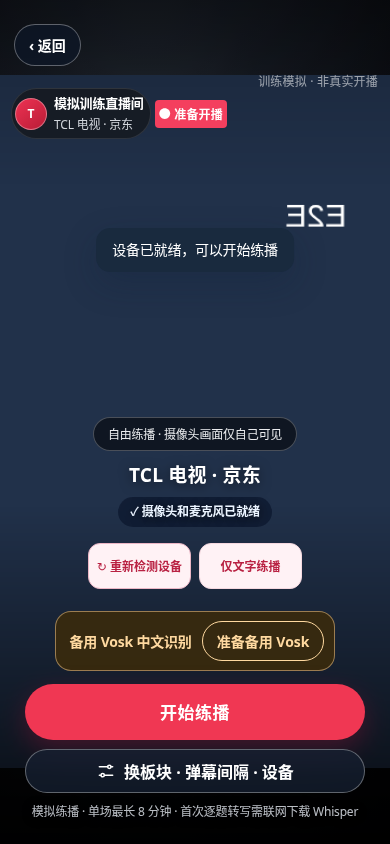 ‹ 返回
训练模拟 · 非真实开播
T
模拟训练直播间
TCL 电视 · 京东
准备开播
E2E
设备已就绪，可以开始练播
自由练播 · 摄像头画面仅自己可见
TCL 电视 · 京东
✓ 摄像头和麦克风已就绪
↻ 重新检测设备
仅文字练播
备用 Vosk 中文识别
准备备用 Vosk
开始练播
换板块 · 弹幕间隔 · 设备
模拟练播 · 单场最长 8 分钟 · 首次逐题转写需联网下载 Whisper